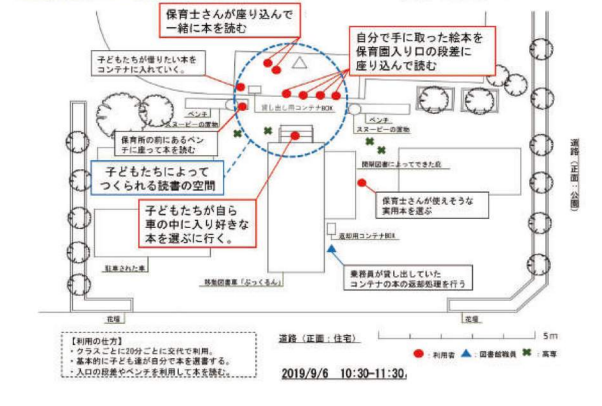 保育士さんが座り込んで
一緒に本を読む
自分で手に取った絵本を
保育園入り口の段差に
座り込んで読む
子どもたちが借りたい本を
コンテナに入れていく。
貸し出し用コンテナBOX
ベンチ
スヌーピーの置物
ベンチ
スヌーピーの置物
保育所の前にあるベン
チに座って本を読む
子どもたちによって
つくられる読書の空間
開架図書によってできた庇
道路（正面：公園）
子どもたちが自ら
車の中に入り好きな
本を選ぶに行く。
保育士さんが使えそうな
実用本を選ぶ
返却用コンテナBOX
駐車された車
乗務員が貸し出していた
コンテナの本の返却処理を行う
移動図書車「ぶっくるん」
花壇
花壇
【利用の仕方】
・クラスごとに20分ごとに交代で利用。
・基本的に子ども達が自分で本を選書する。
・入口の段差やベンチを利用して本を読む。
道路（正面：住宅）
5m
：利用者 ：図書館職員 ：高専
2019/9/6 10:30-11:30